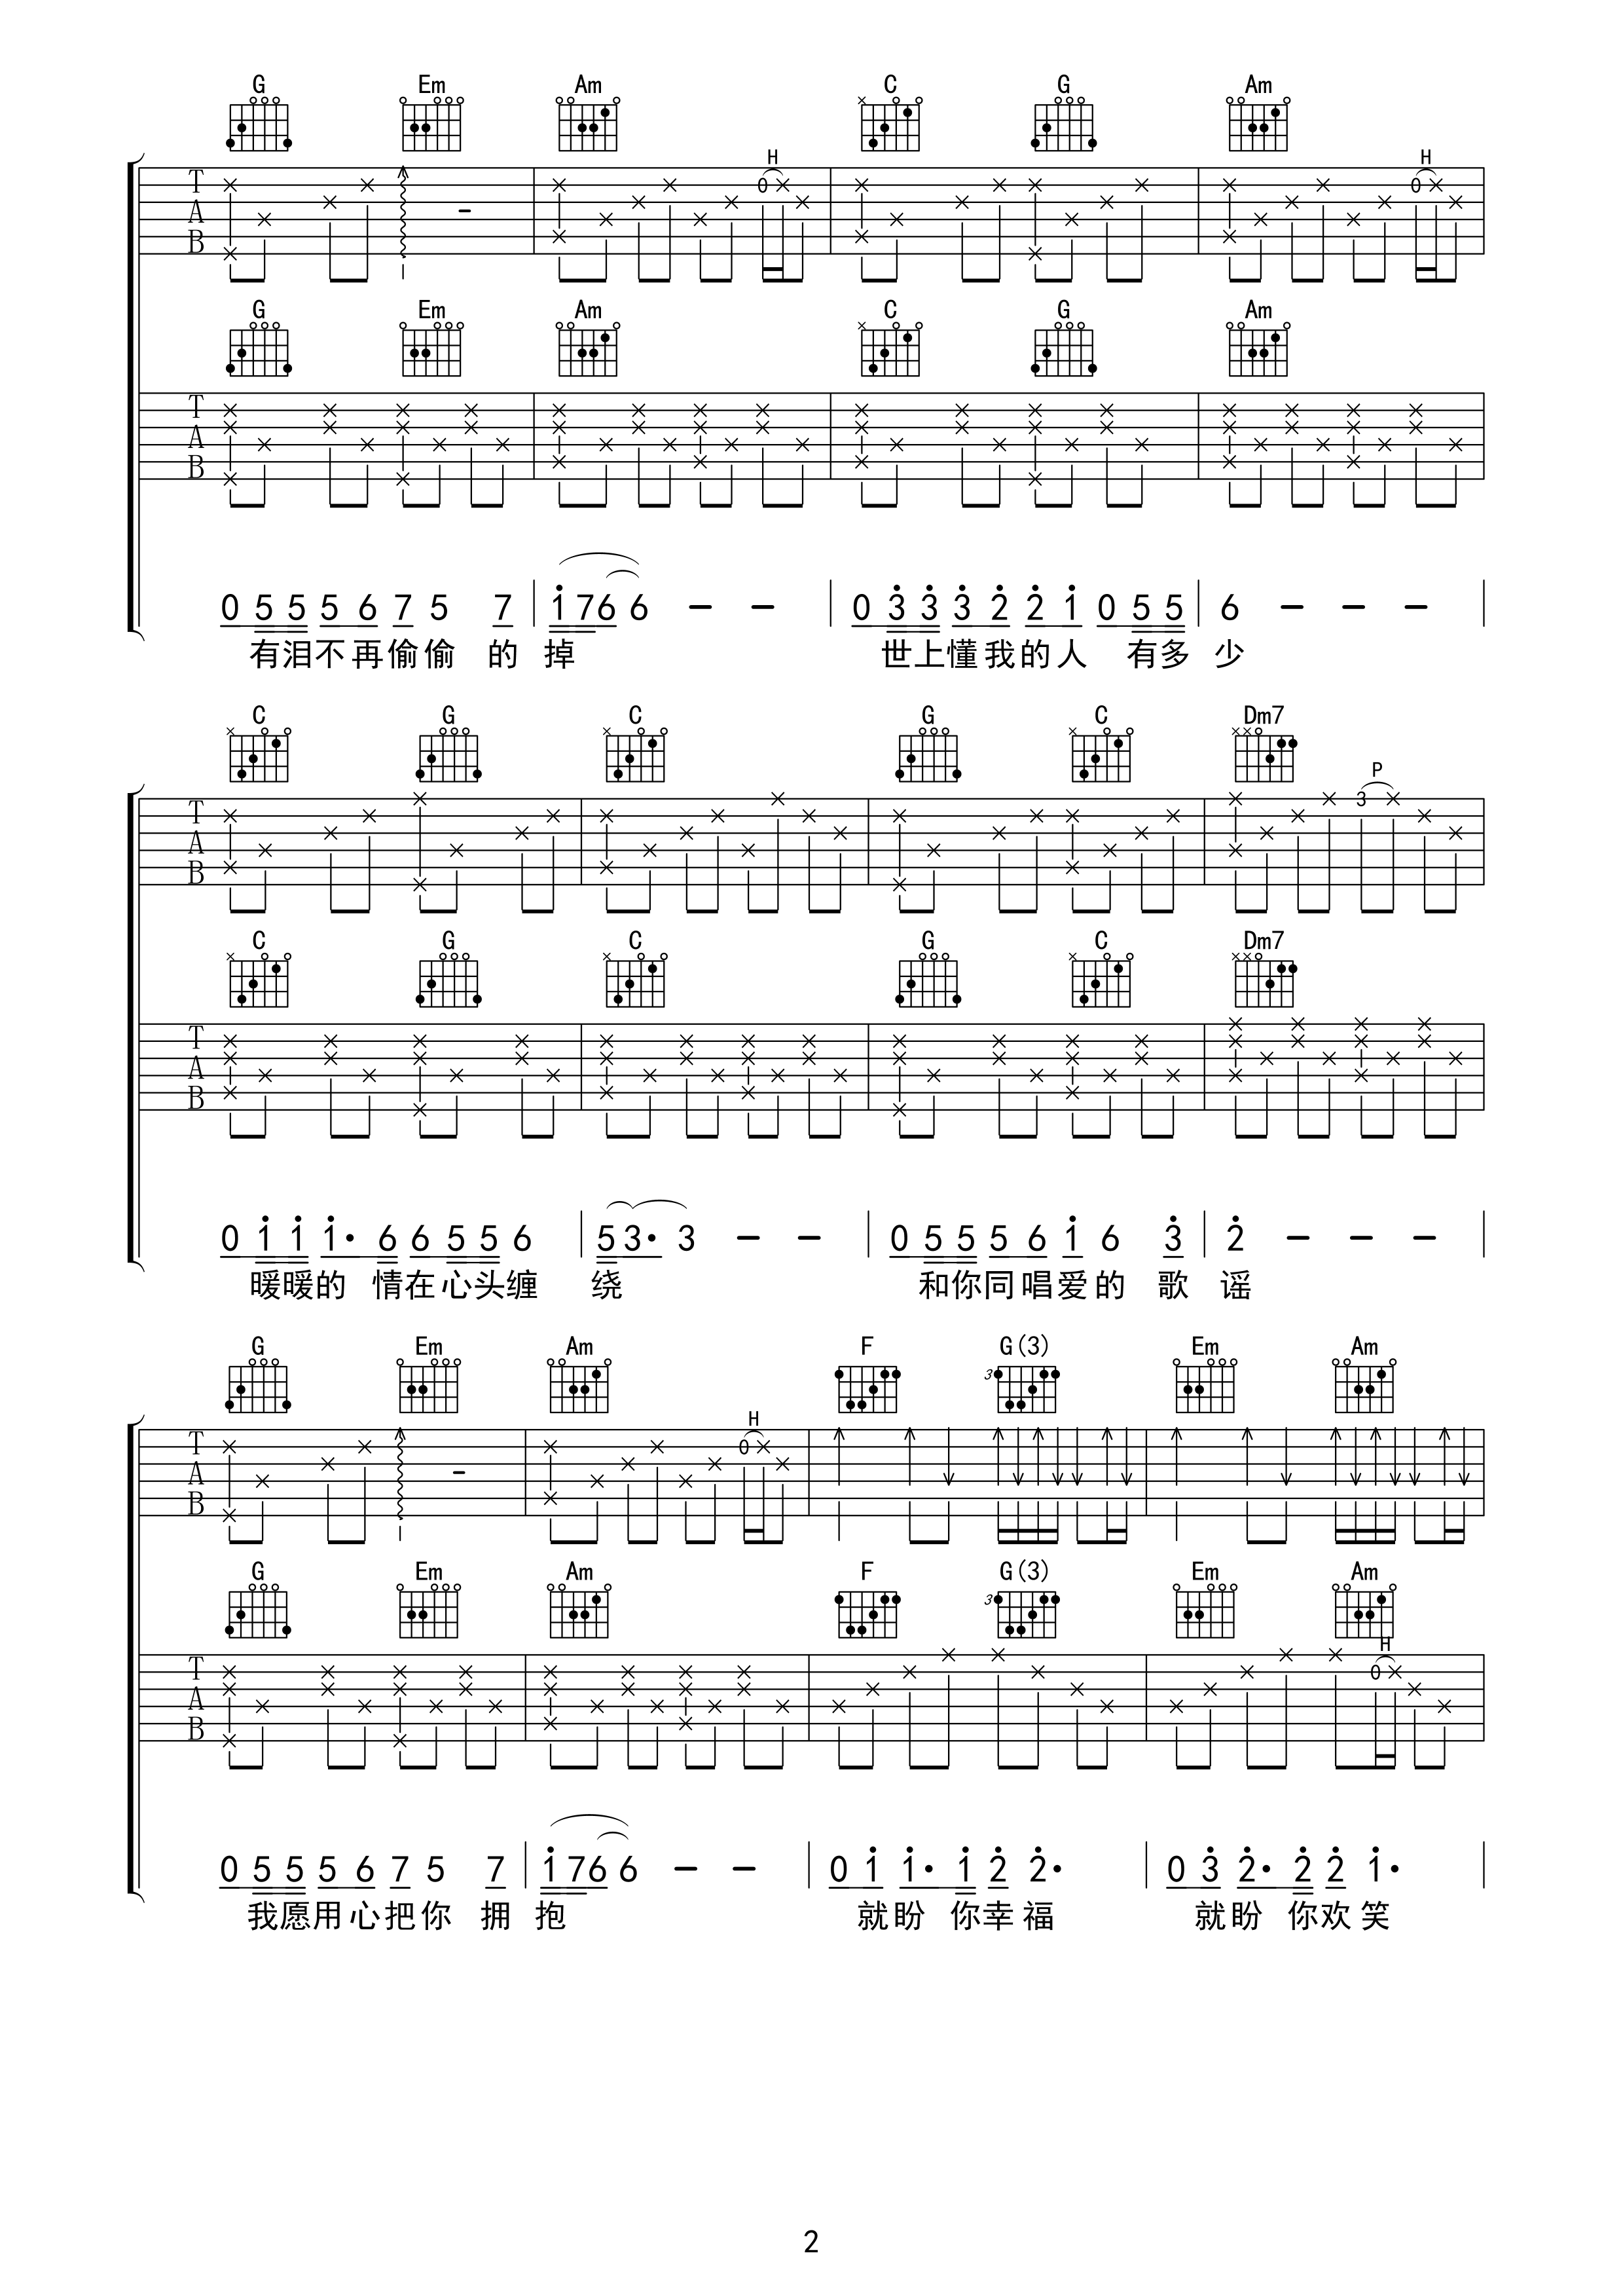 G Em Am C G Am
H H
T
A
B
0 0
G Em Am C G Am
T
A
B
0 5 5 5 6 7 5 7 1 7 6 6 - - 0 3 3 3 2 2 1 0 5 5 6 - - -
有泪不再偷偷 的 掉 世上懂我的人 有多 少
C G C G C Dm7
P
T
A
B
3
C G C G C Dm7
T
A
B
0 1 1 1· 6 6 5 5 6 5 3· 3 - - 0 5 5 5 6 1 6 3 2 - - -
暖暖的 情在心头缠 绕 和你同唱爱的 歌 谣
G Em Am F G(3) Em Am
3
H
T
A
B
0
G Em Am F G(3) Em Am
3
H
T
A
B
0
0 5 5 5 6 7 5 7 1 7 6 6 - - 0 1 1· 1 2 2· 0 3 2· 2 2 1·
我愿用心把你 拥 抱 就盼 你幸福 就盼 你欢笑
2